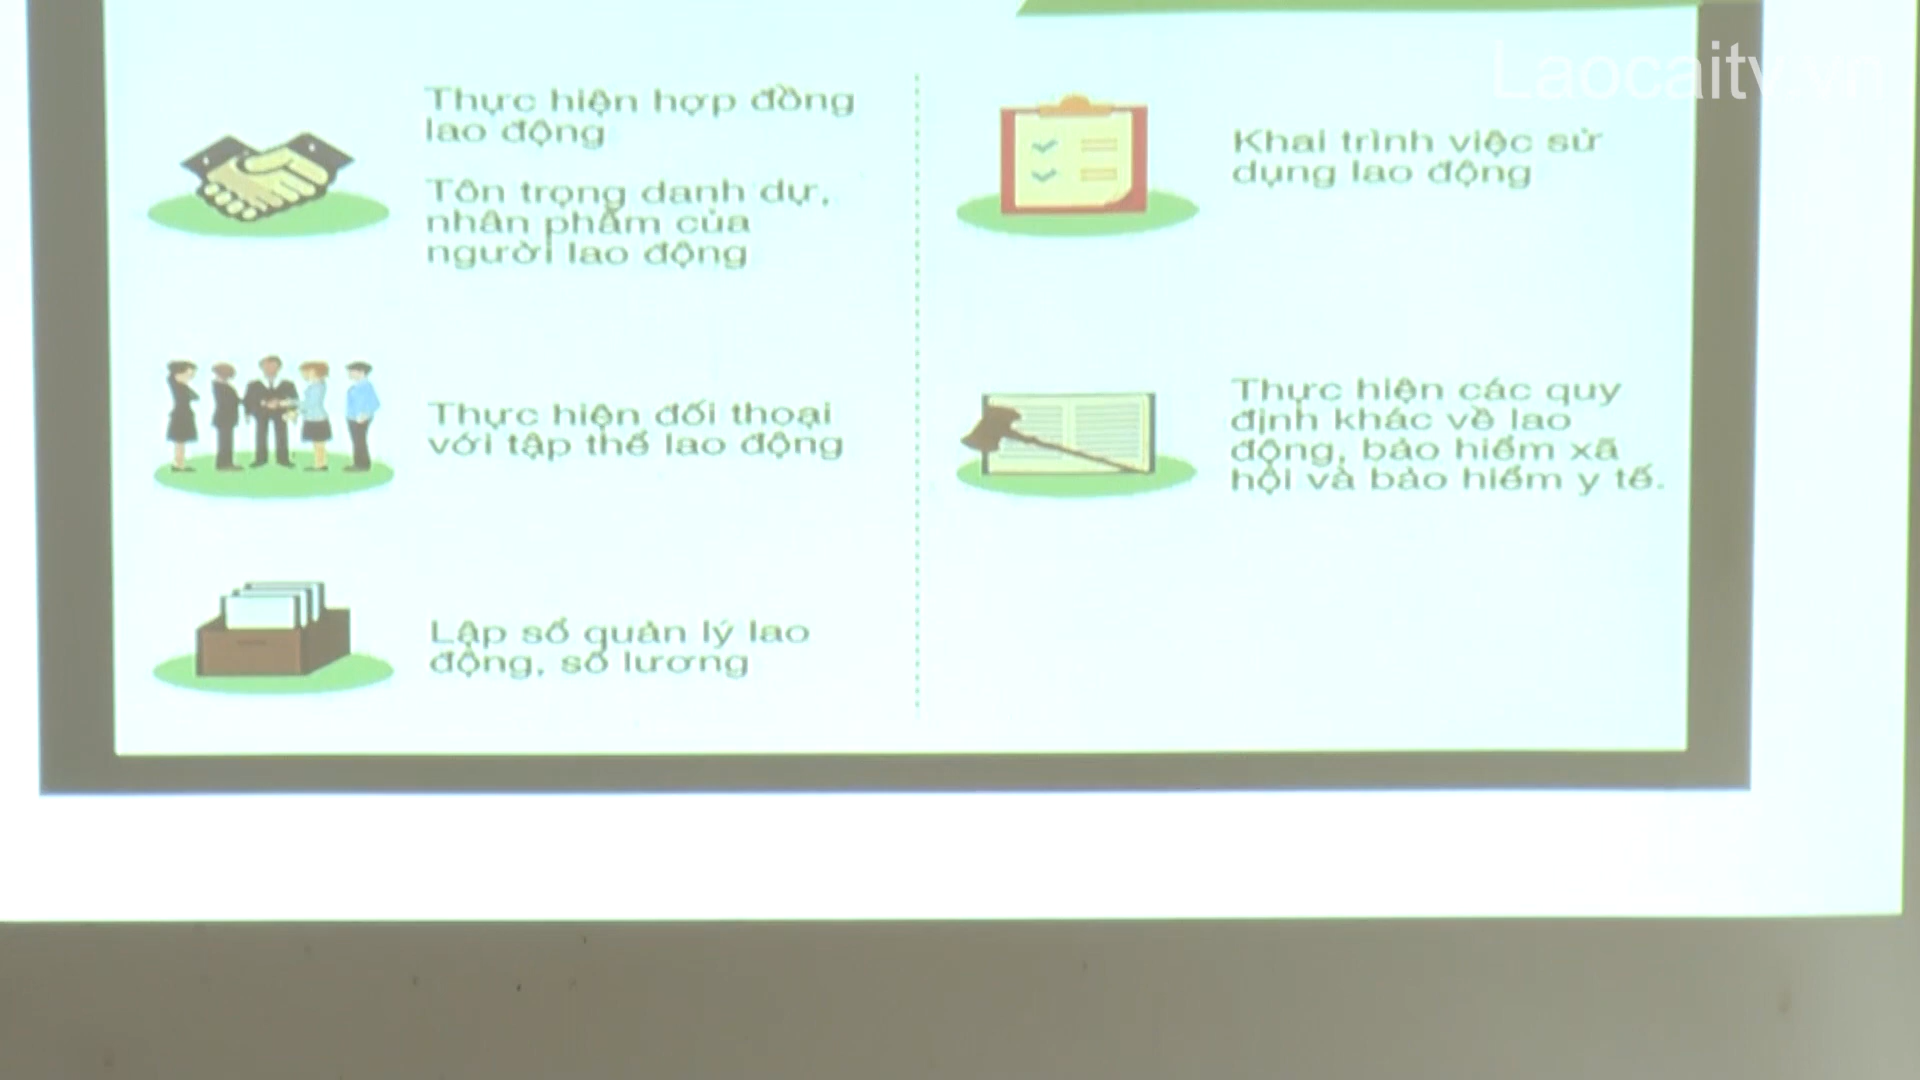 Laocaitv.vn
Thực hiện hợp đồng
lao động
Tôn trọng danh dự,
nhân phẩm của
người lao động
Thực hiện đối thoại
với tập thể lao động
Lập sổ quản lý lao
động, sổ lương
Khai trình việc sử
dụng lao động
Thực hiện các quy
định khác về lao
động, bảo hiểm xã
hội và bảo hiểm y tế.